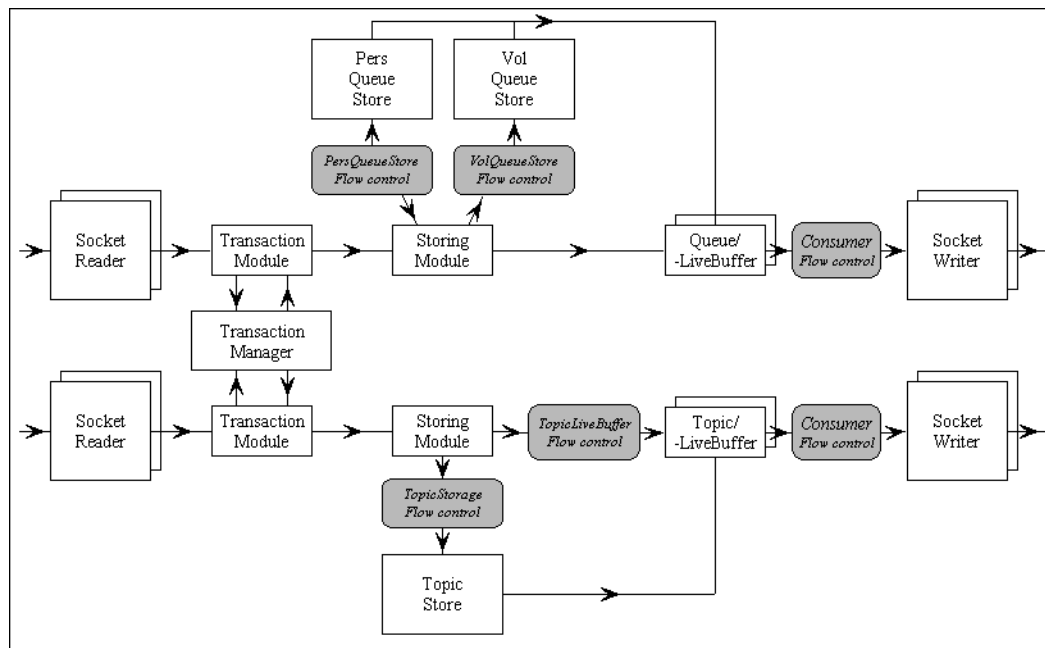 Pers
Queue
Store
Vol
Queue
Store
PersQueueStore
Flow control
VolQueueStore
Flow control
Socket
Reader
Transaction
Module
Storing
Module
Queue/
-LiveBuffer
Consumer
Flow control
Socket
Writer
Transaction
Manager
Socket
Reader
Transaction
Module
Storing
Module
TopicLiveBuffer
Flow control
Topic/
-LiveBuffer
Consumer
Flow control
Socket
Writer
TopicStorage
Flow control
Topic
Store